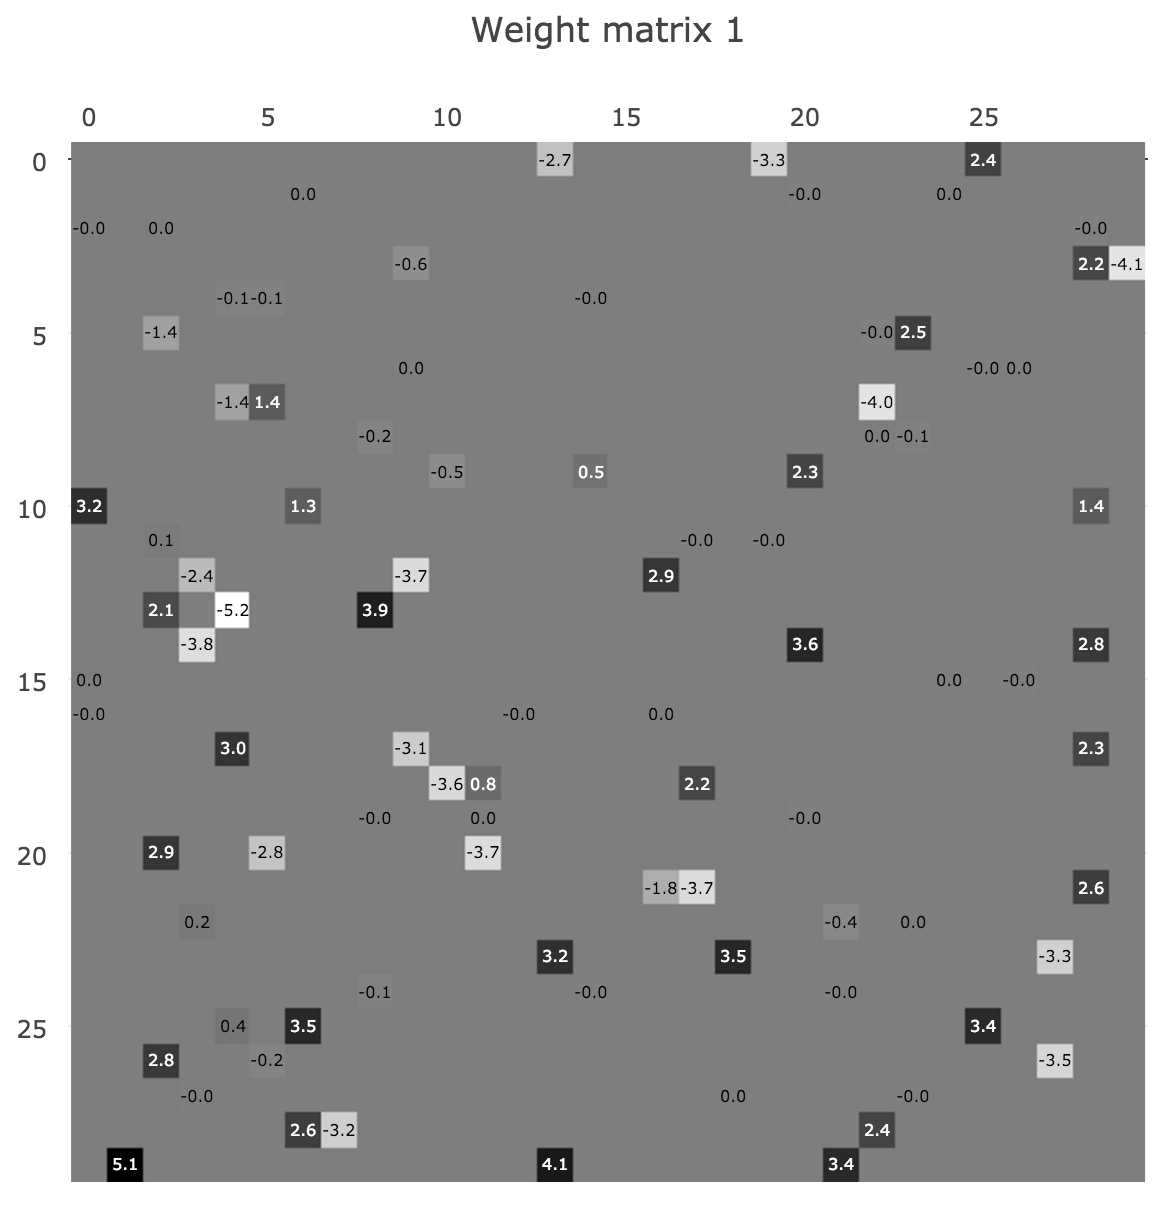 Weight matrix 1
0 5 10 15 20 25
0 -2.7 -3.3 2.4
0.0 -0.0 0.0
-0.0 0.0 -0.0
-0.6 2.2 -4.1
-0.1 -0.1 -0.0
5 -1.4 -0.0 2.5
0.0 -0.0 0.0
-1.4 1.4 -4.0
-0.2 0.0 -0.1
-0.5 0.5 2.3
10 3.2 1.3 1.4
0.1 -0.0 -0.0
-2.4 -3.7 2.9
2.1 -5.2 3.9
-3.8 3.6 2.8
15 0.0 0.0 -0.0
-0.0 -0.0 0.0
3.0 -3.1 2.3
-3.6 0.8 2.2
-0.0 0.0 -0.0
20 2.9 -2.8 -3.7
-1.8 -3.7 2.6
0.2 -0.4 0.0
3.2 3.5 -3.3
-0.1 -0.0 -0.0
25 0.4 3.5 3.4
2.8 -0.2 -3.5
-0.0 0.0 -0.0
2.6 -3.2 2.4
5.1 4.1 3.4